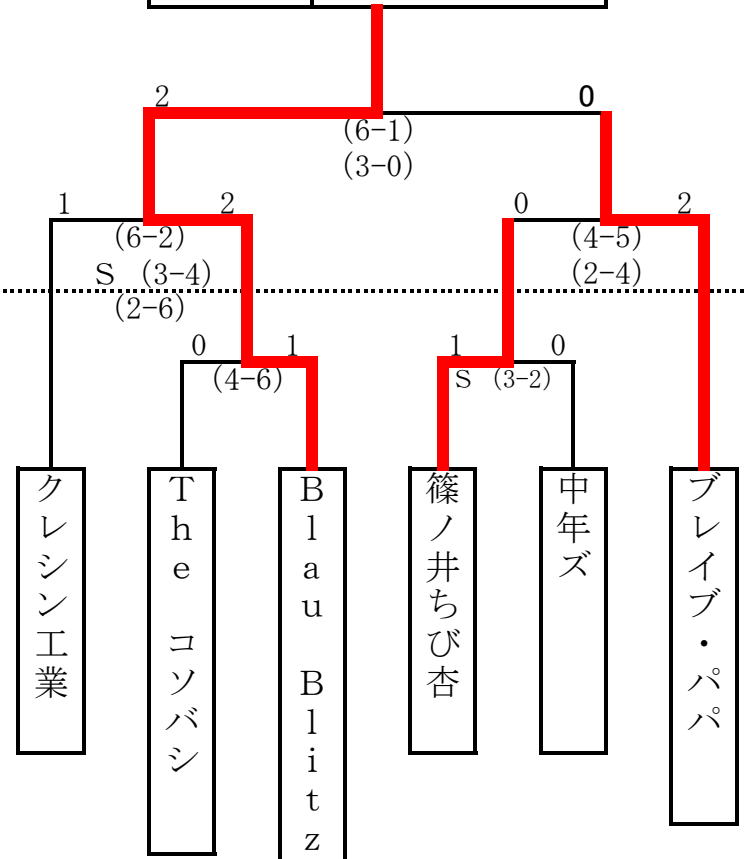 2 0
(6-1)
(3-0)
1 2 0 2
(6-2) (4-5)
S (3-4) (2-4)
(2-6)
0 1 1 0
(4-6) S (3-2)
クレシン工業
The コソバシ
Blau Blitz
篠ノ井ちび杏
中年ズ
ブレイブ・パパ